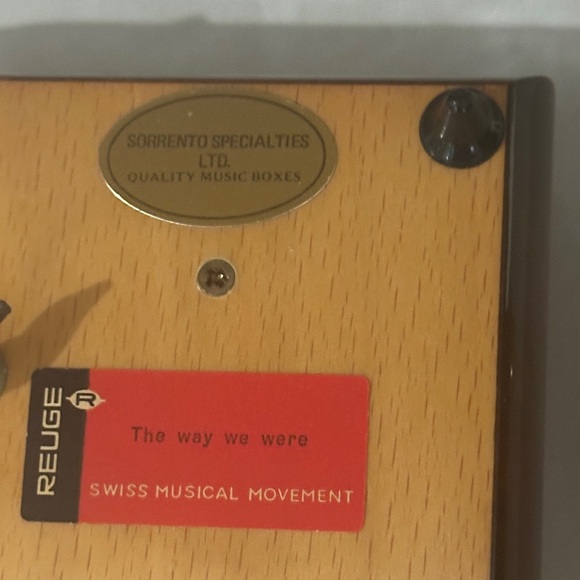 SORRENTO SPECIALTIES
LTD.
QUALITY MUSIC BOXES
REUGE
R
The way we were
SWISS MUSICAL MOVEMENT